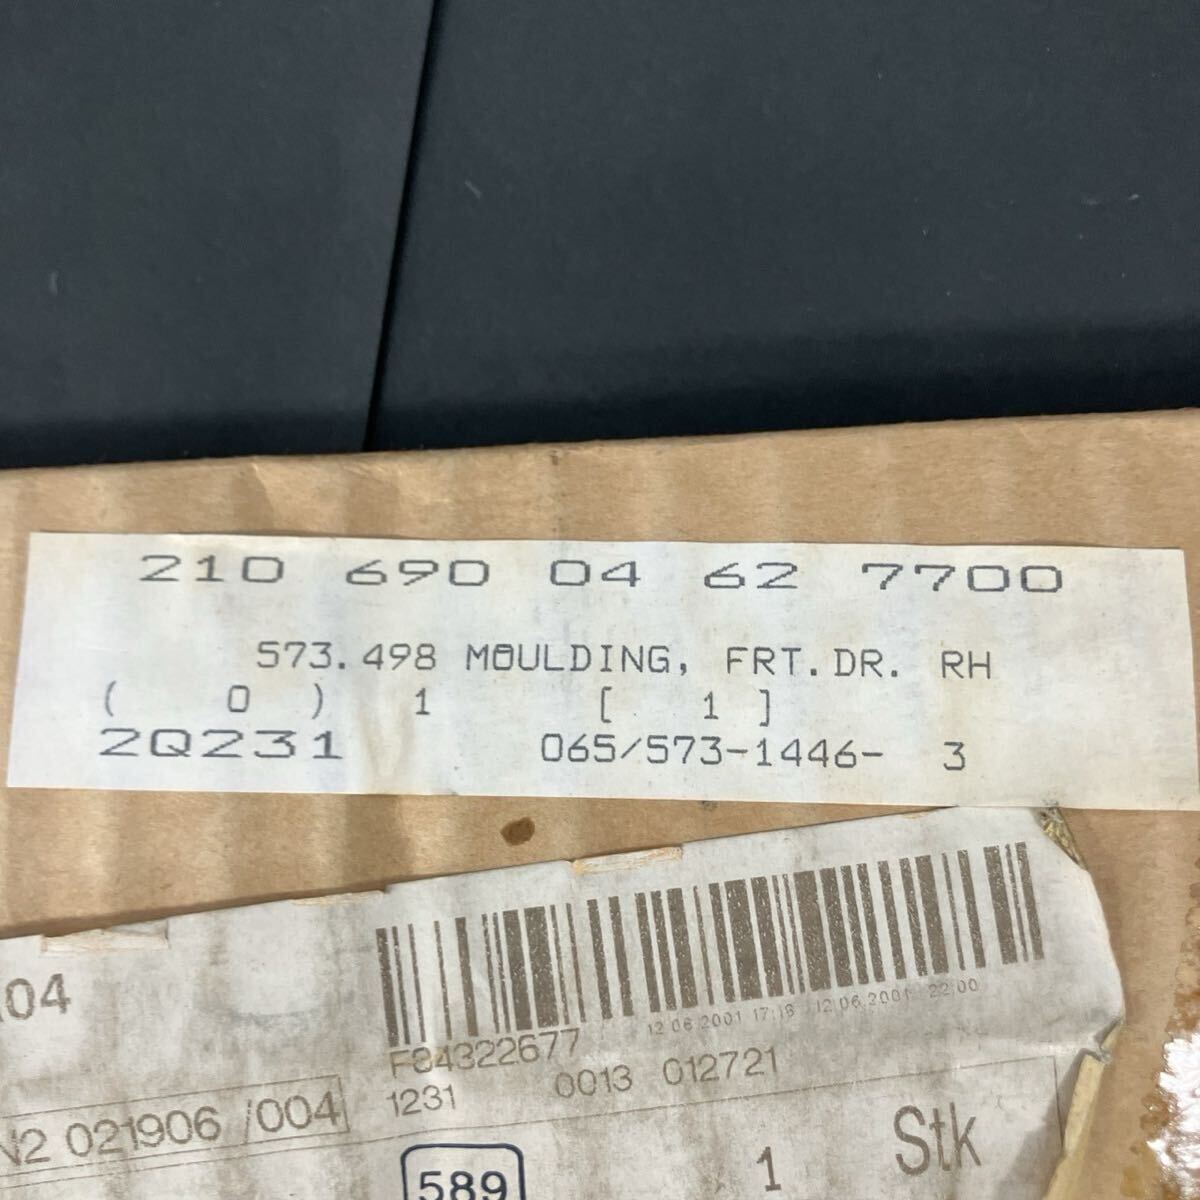 210 690 04 62 7700
573.498 MOULDING, FRT.DR. RH
( 0 ) 1 [ 1 ]
2Q231 065/573-1446- 3
04
12.06.2001 17:18 12.06.2001 22:00
F84322677
1231 0013 012721
N2 021906 /004
589 1 Stk